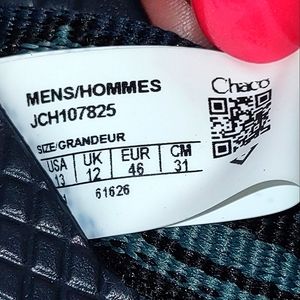 MENS/HOMMES
Chaco
JCH107825
SIZE/GRANDEUR
USA UK EUR CM
13 12 46 31
61626